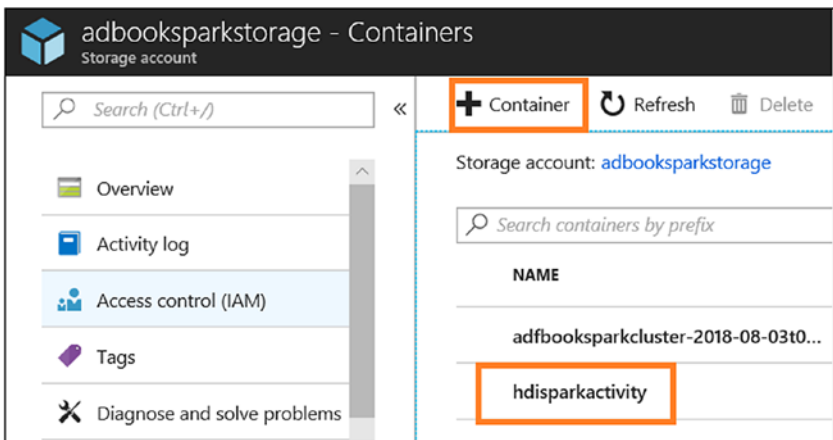 adbooksparkstorage - Containers
Storage account
Search (Ctrl+/)
«
Overview
Activity log
Access control (IAM)
Tags
Diagnose and solve problems
Container
Refresh
Delete
Storage account: adbooksparkstorage
Search containers by prefix
NAME
adfbooksparkcluster-2018-08-03t0...
hdisparkactivity